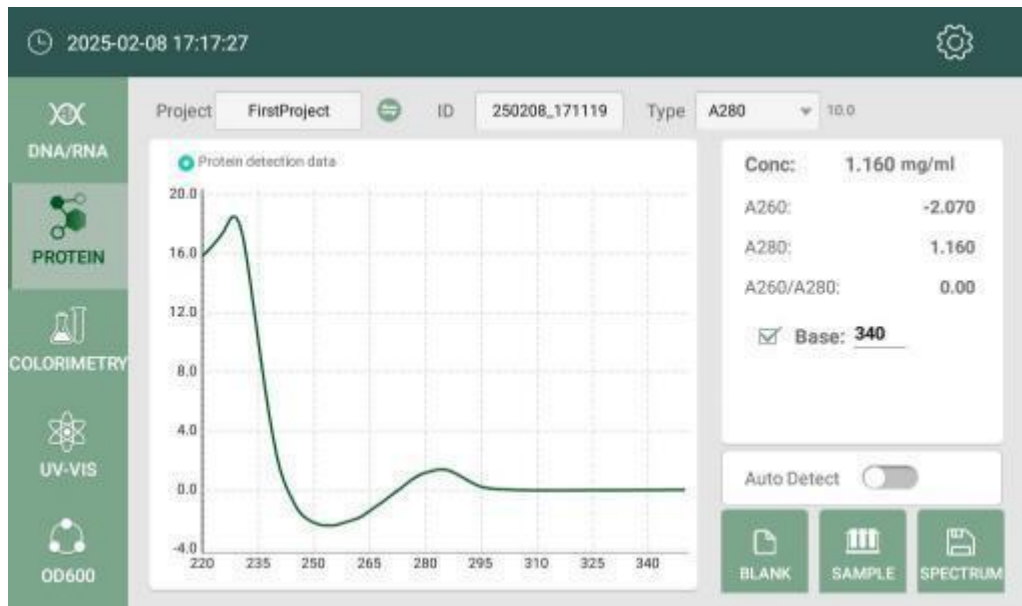 2025-02-08 17:17:27
DNA/RNA
PROTEIN
COLORIMETRY
UV-VIS
OD600
Project FirstProject ID 250208_171119 Type A280 10.0
Protein detection data
20.0
16.0
12.0
8.0
4.0
0.0
-4.0
220 235 250 265 280 295 310 325 340
Conc: 1.160 mg/ml
A260: -2.070
A280: 1.160
A260/A280: 0.00
Base: 340
Auto Detect
BLANK SAMPLE SPECTRUM